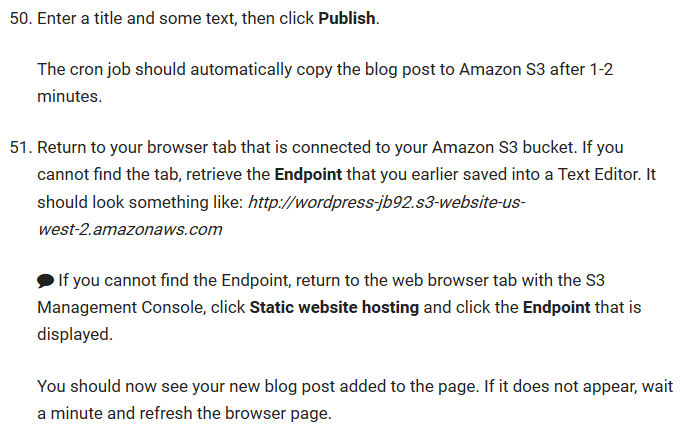 50. Enter a title and some text, then click Publish.
The cron job should automatically copy the blog post to Amazon S3 after 1-2
minutes.
51. Return to your browser tab that is connected to your Amazon S3 bucket. If you
cannot find the tab, retrieve the Endpoint that you earlier saved into a Text Editor. It
should look something like: http://wordpress-jb92.s3-website-us-
west-2.amazonaws.com
If you cannot find the Endpoint, return to the web browser tab with the S3
Management Console, click Static website hosting and click the Endpoint that is
displayed.
You should now see your new blog post added to the page. If it does not appear, wait
a minute and refresh the browser page.